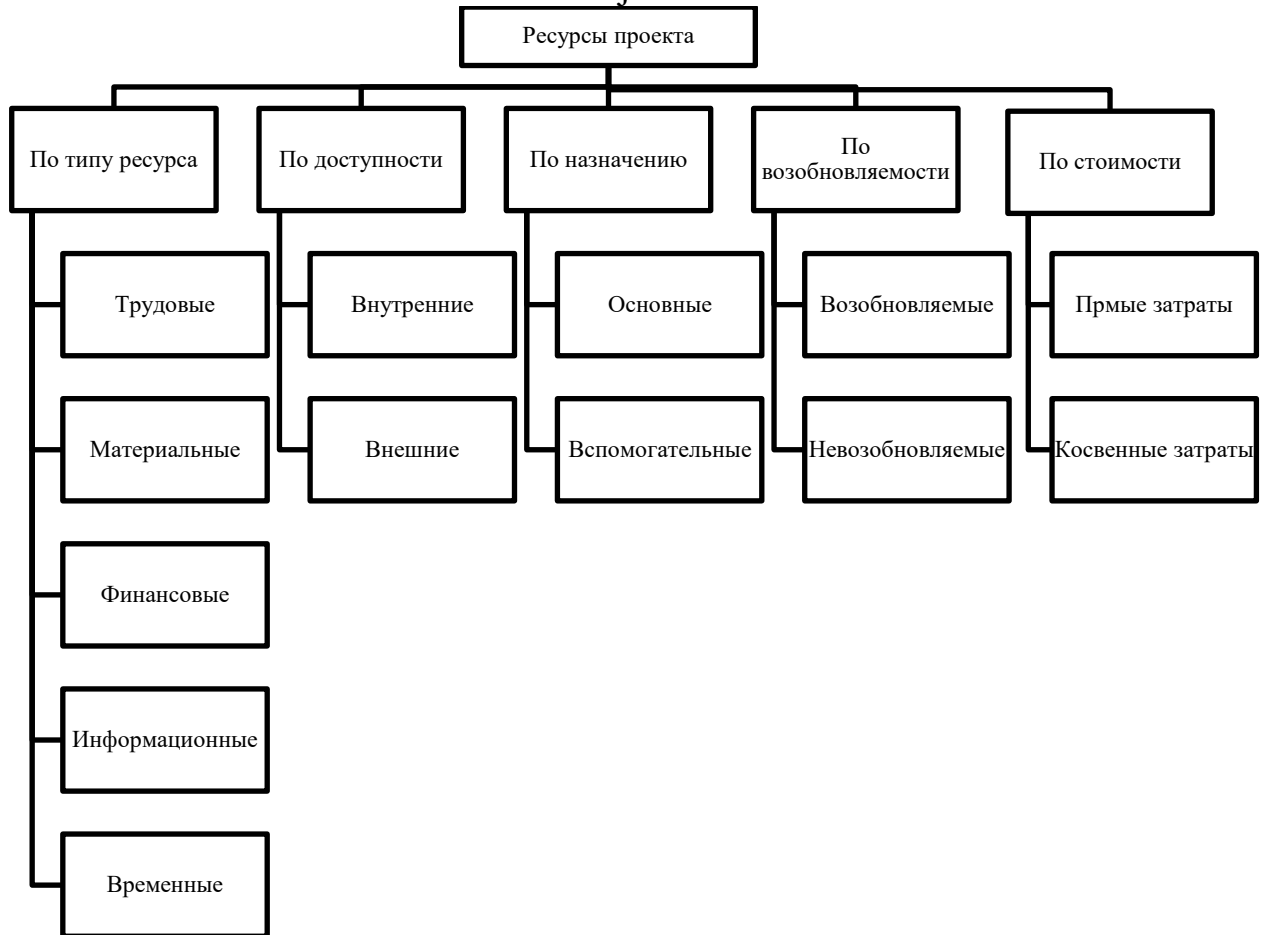 Ресурсы проекта
По типу ресурса
По доступности
По назначению
По
возобновляемости
По стоимости
Трудовые
Внутренние
Основные
Возобновляемые
Прмые затраты
Материальные
Внешние
Вспомогательные
Невозобновляемые
Косвенные затраты
Финансовые
Информационные
Временные